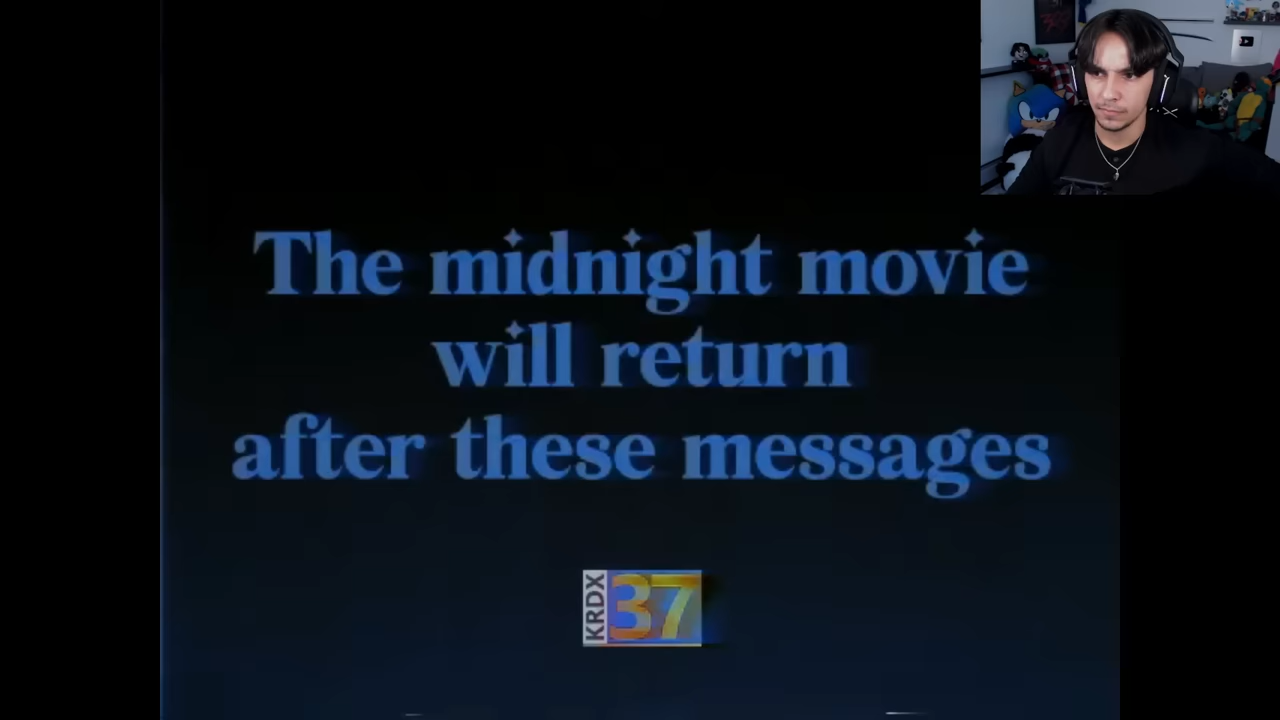 The midnight movie
will return
after these messages
KRDX
37